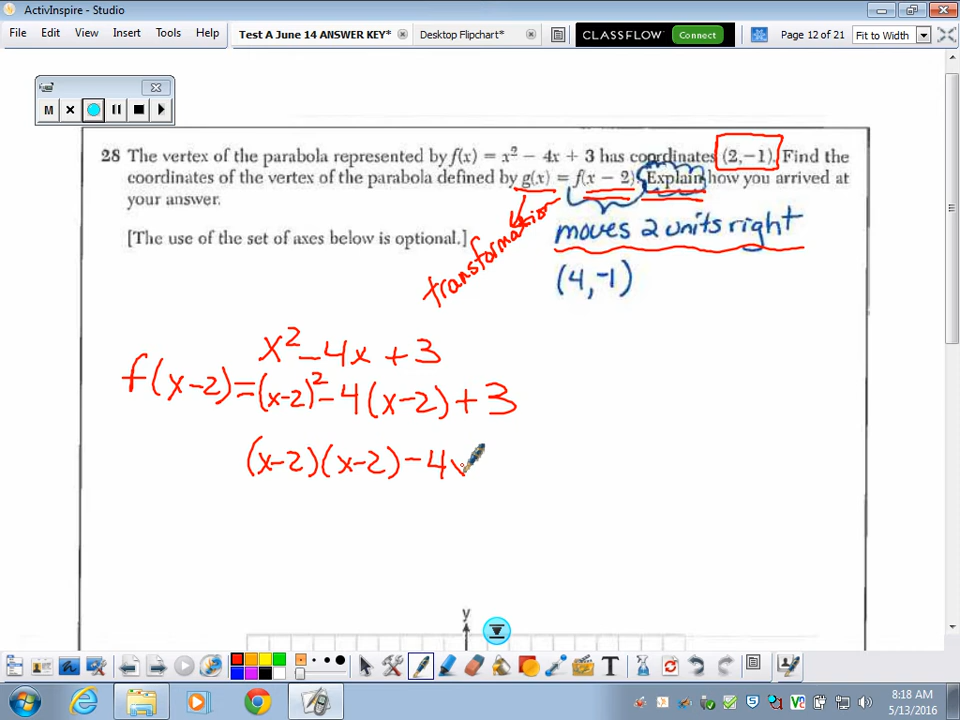 ActivInspire - Studio
File Edit View Insert Tools Help
Test A June 14 ANSWER KEY*
Desktop Flipchart*
CLASSFLOW Connect
Page 12 of 21
Fit to Width
M
28 The vertex of the parabola represented by f(x) = x² − 4x + 3 has coordinates (2,−1). Find the
coordinates of the vertex of the parabola defined by g(x) = f(x − 2). Explain how you arrived at
your answer.
[The use of the set of axes below is optional.]
transformation
moves 2 units right
(4,-1)
x² - 4x + 3
f(x-2) = (x-2)² - 4(x-2) + 3
(x-2)(x-2) - 4x
y
T
8:18 AM
5/13/2016